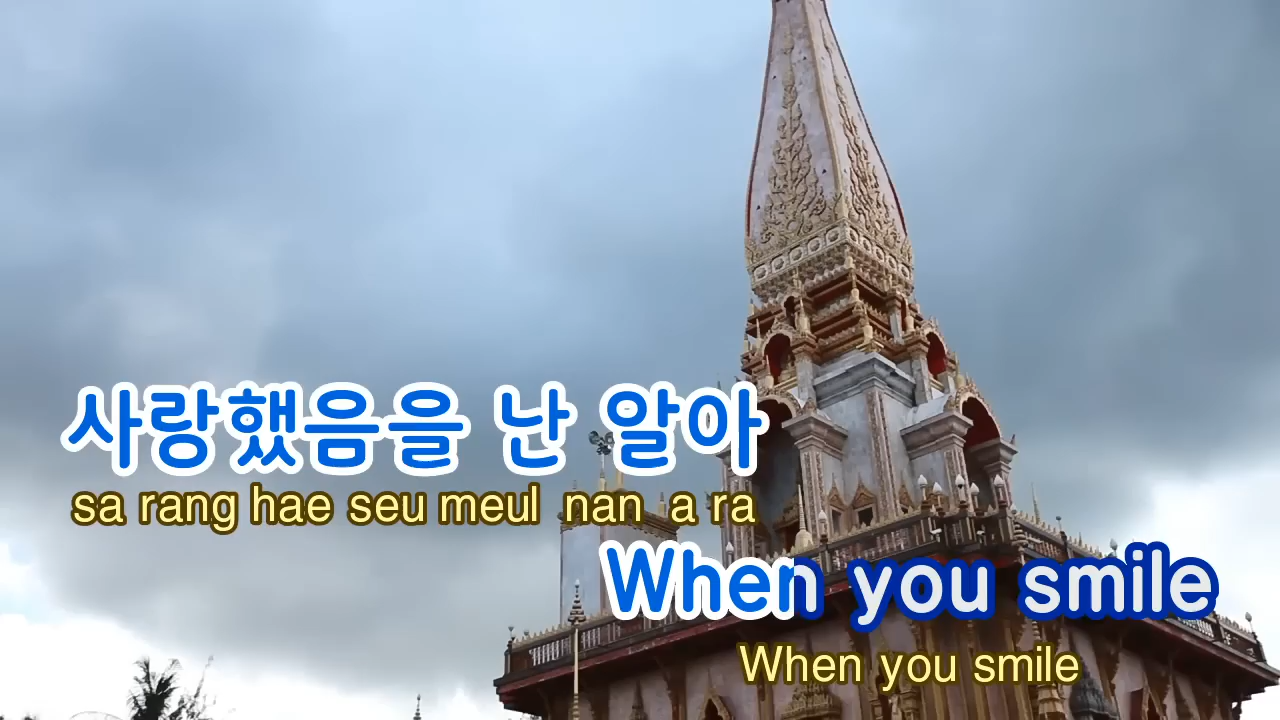 사랑했음을 난 알아
sa rang hae seu meul nan a ra
When you smile
When you smile